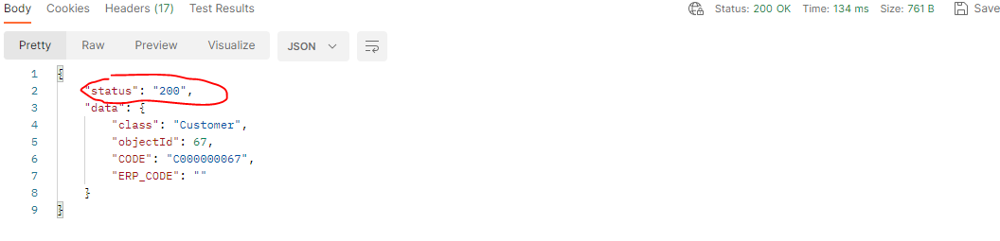 Body Cookies Headers (17) Test Results Status: 200 OK Time: 134 ms Size: 761 B Save
Pretty Raw Preview Visualize JSON
1 {
2 "status": "200",
3 "data": {
4 "class": "Customer",
5 "objectId": 67,
6 "CODE": "C000000067",
7 "ERP_CODE": ""
8 }
9 }